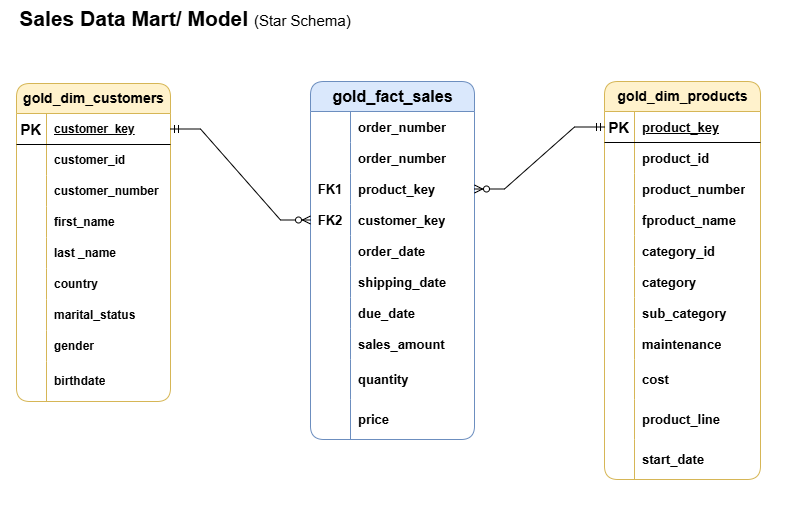 Sales Data Mart/ Model (Star Schema)
gold_dim_customers
PK customer_key
customer_id
customer_number
first_name
last _name
country
marital_status
gender
birthdate
gold_fact_sales
order_number
order_number
FK1 product_key
FK2 customer_key
order_date
shipping_date
due_date
sales_amount
quantity
price
gold_dim_products
PK product_key
product_id
product_number
fproduct_name
category_id
category
sub_category
maintenance
cost
product_line
start_date